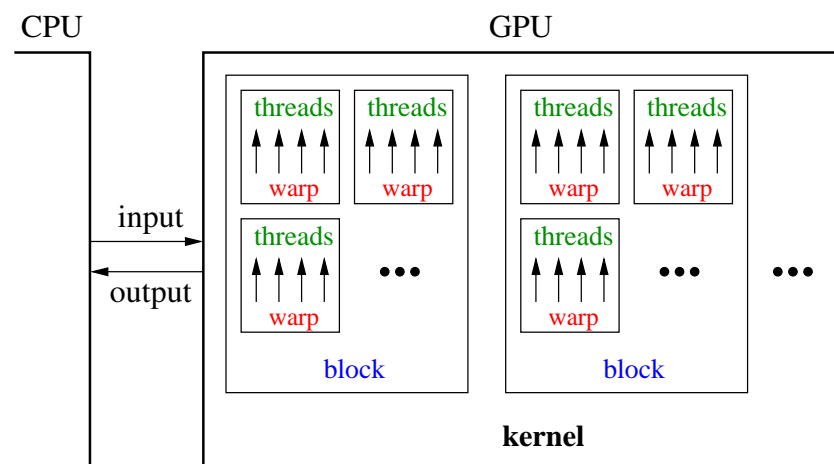 CPU
GPU
threads threads threads threads
warp warp warp warp
input
threads threads
output
warp warp
block block
kernel